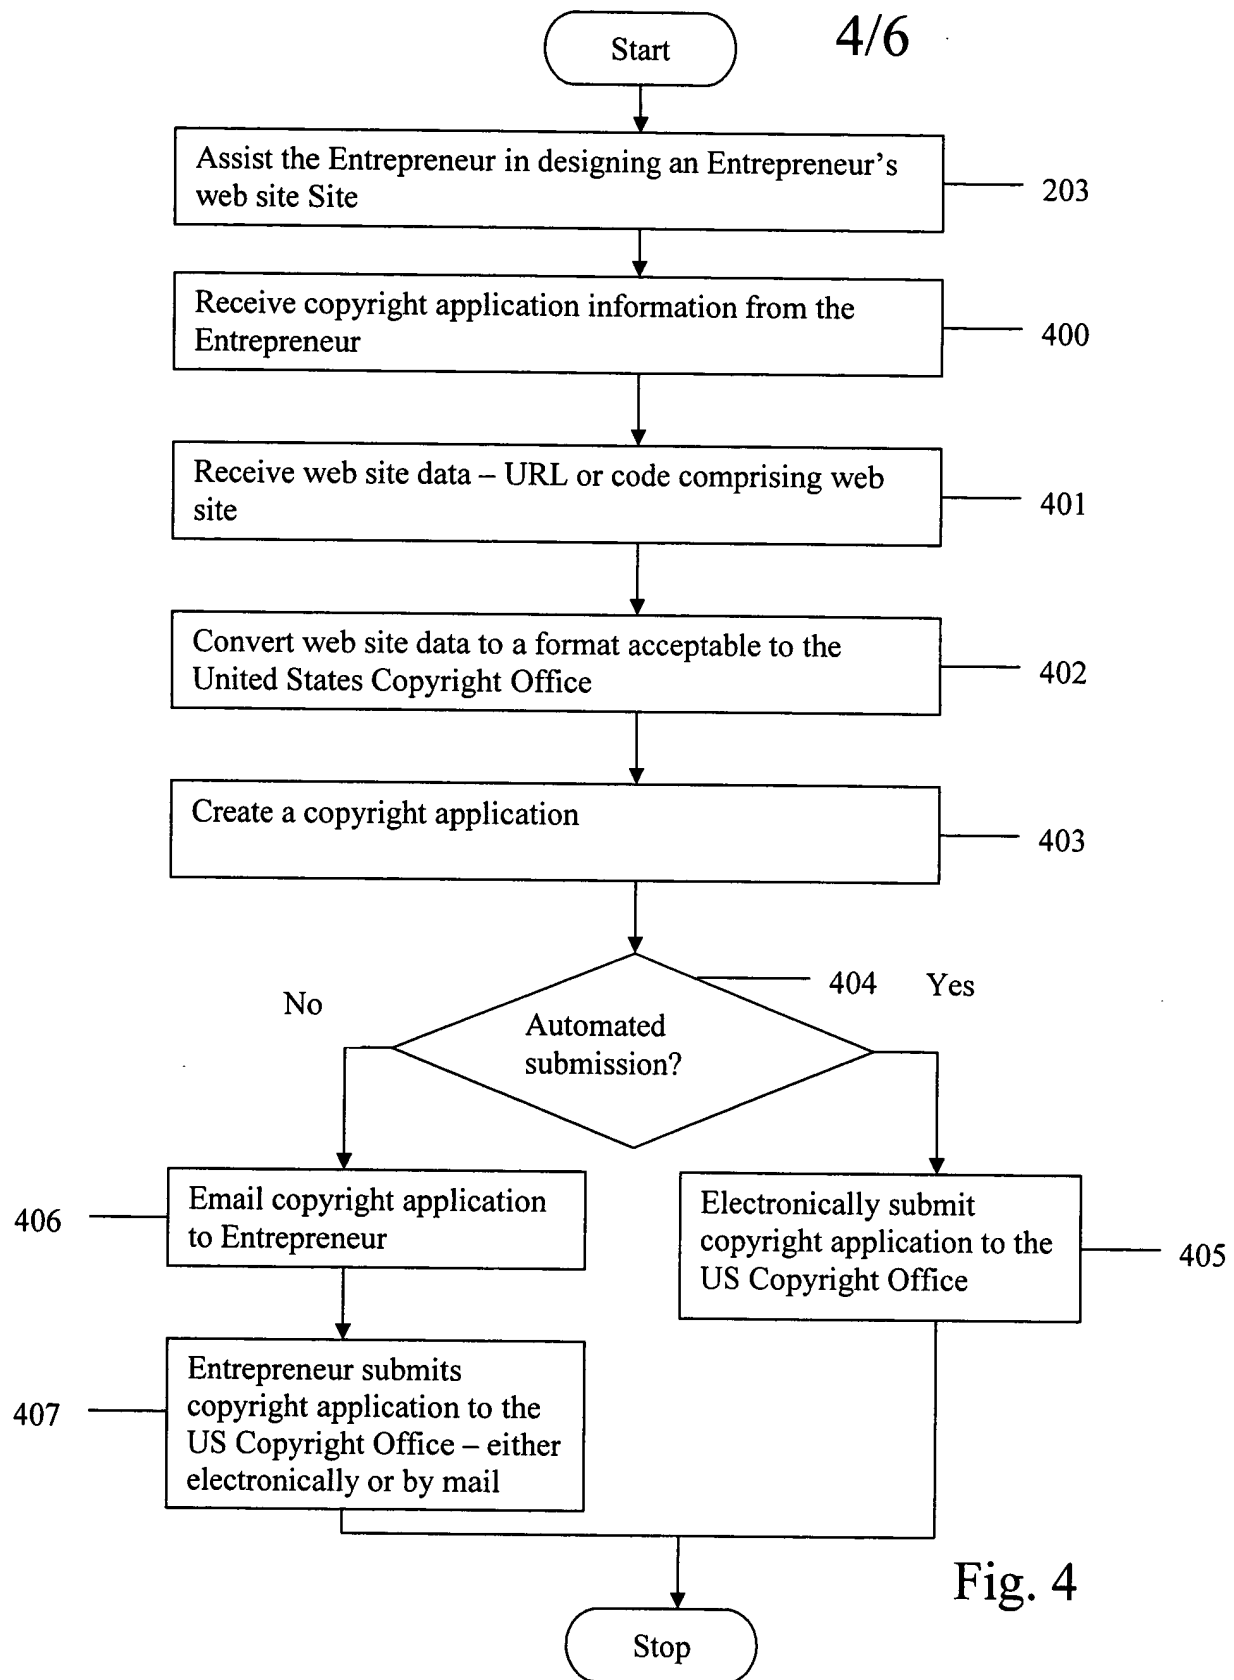 Start
4/6
Assist the Entrepreneur in designing an Entrepreneur's
web site Site
203
Receive copyright application information from the
Entrepreneur
400
Receive web site data – URL or code comprising web
site
401
Convert web site data to a format acceptable to the
United States Copyright Office
402
Create a copyright application
403
404
Yes
No
Automated
submission?
406
Email copyright application
to Entrepreneur
Electronically submit
copyright application to the
US Copyright Office
405
407
Entrepreneur submits
copyright application to the
US Copyright Office – either
electronically or by mail
Fig. 4
Stop